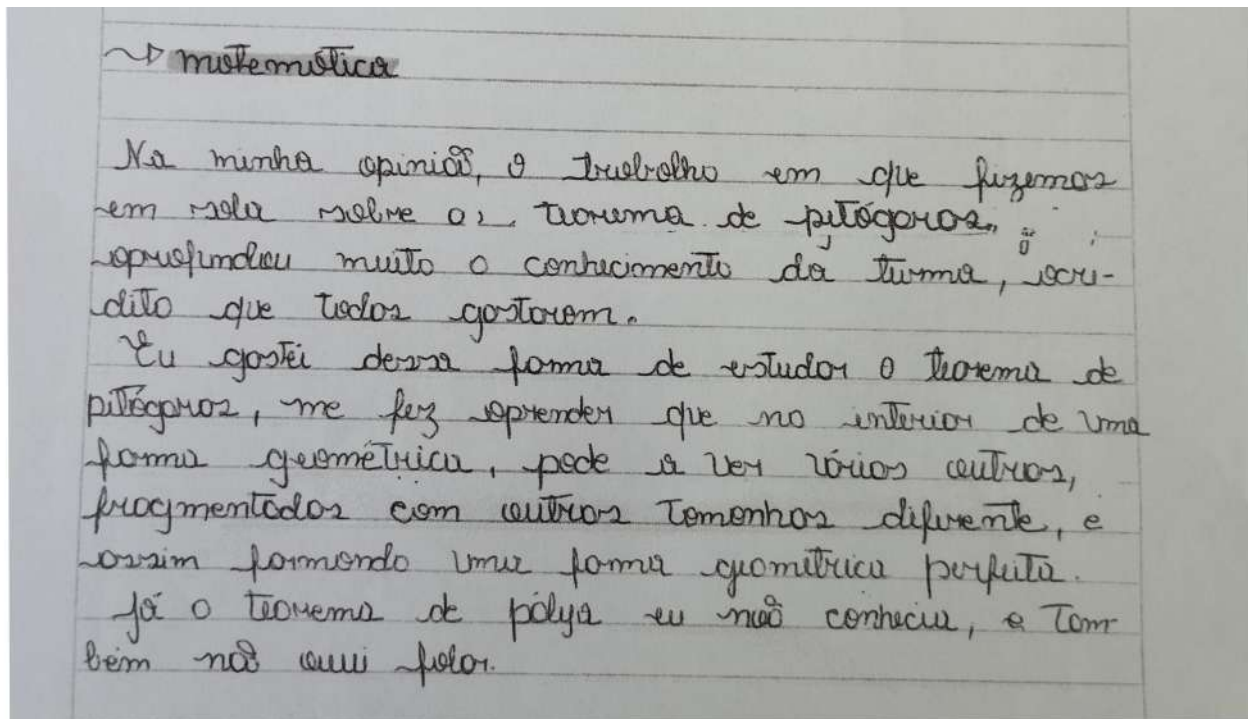 ~> matemática
Na minha opinião, o trabalho em que fizemos
em sala sobre os teorema de pitágoras,
aprofundou muito o conhecimento da turma, acre-
dito que todos gostaram.
Eu gostei dessa forma de estudar o teorema de
pitágoras, me fez aprender que no interior de uma
forma geométrica, pode a ver vários outros,
fragmentados com outros tamanhos diferente, e
assim formando uma forma geométrica perfeita.
Já o teorema de pólya eu não conhecia, e tam
bém não ouvi falar.